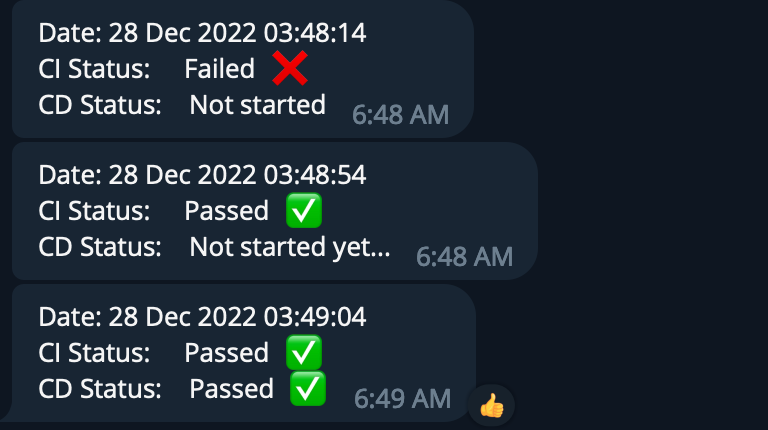 Date: 28 Dec 2022 03:48:14
CI Status: Failed ❌
CD Status: Not started
6:48 AM
Date: 28 Dec 2022 03:48:54
CI Status: Passed ✅
CD Status: Not started yet...
6:48 AM
Date: 28 Dec 2022 03:49:04
CI Status: Passed ✅
CD Status: Passed ✅
6:49 AM
👍